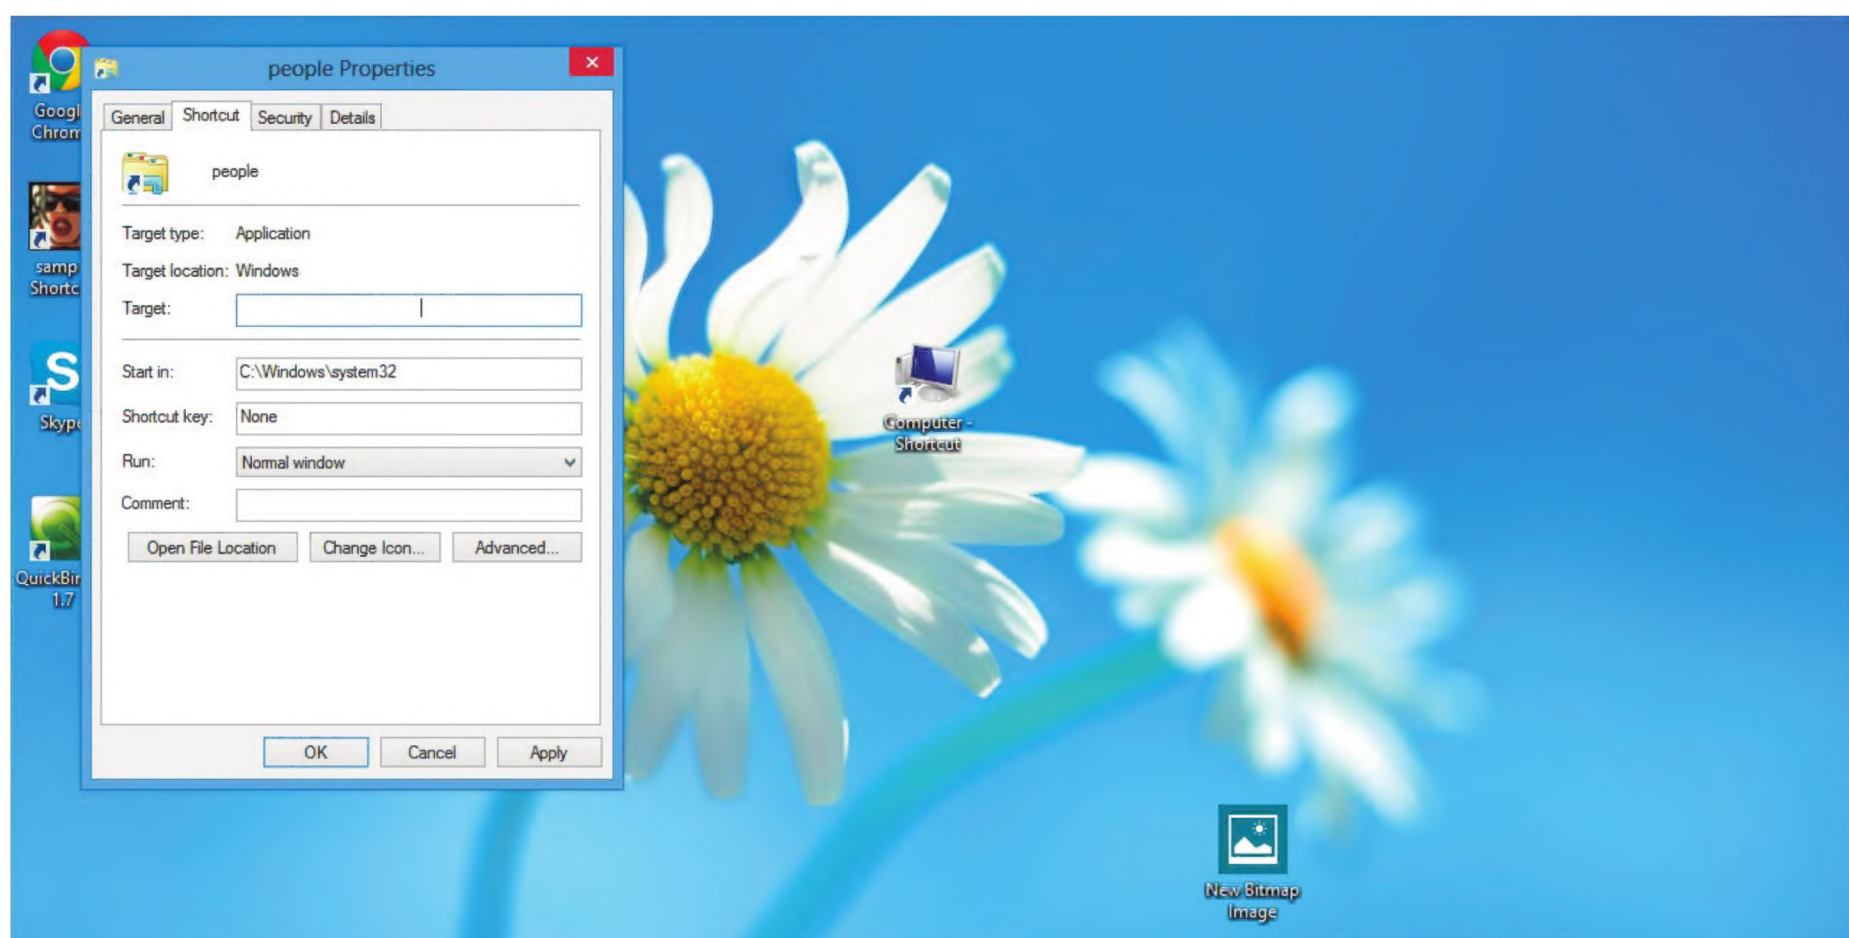 people Properties
General Shortcut Security Details
people
Target type: Application
Target location: Windows
Target:
Start in: C:\Windows\system32
Shortcut key: None
Run: Normal window
Comment:
Open File Location Change Icon... Advanced...
OK Cancel Apply
Googl
Chrom
samp
Shortc
S
Skype
QuickBir
1.7
Computer -
Shortcut
New Bitmap
Image